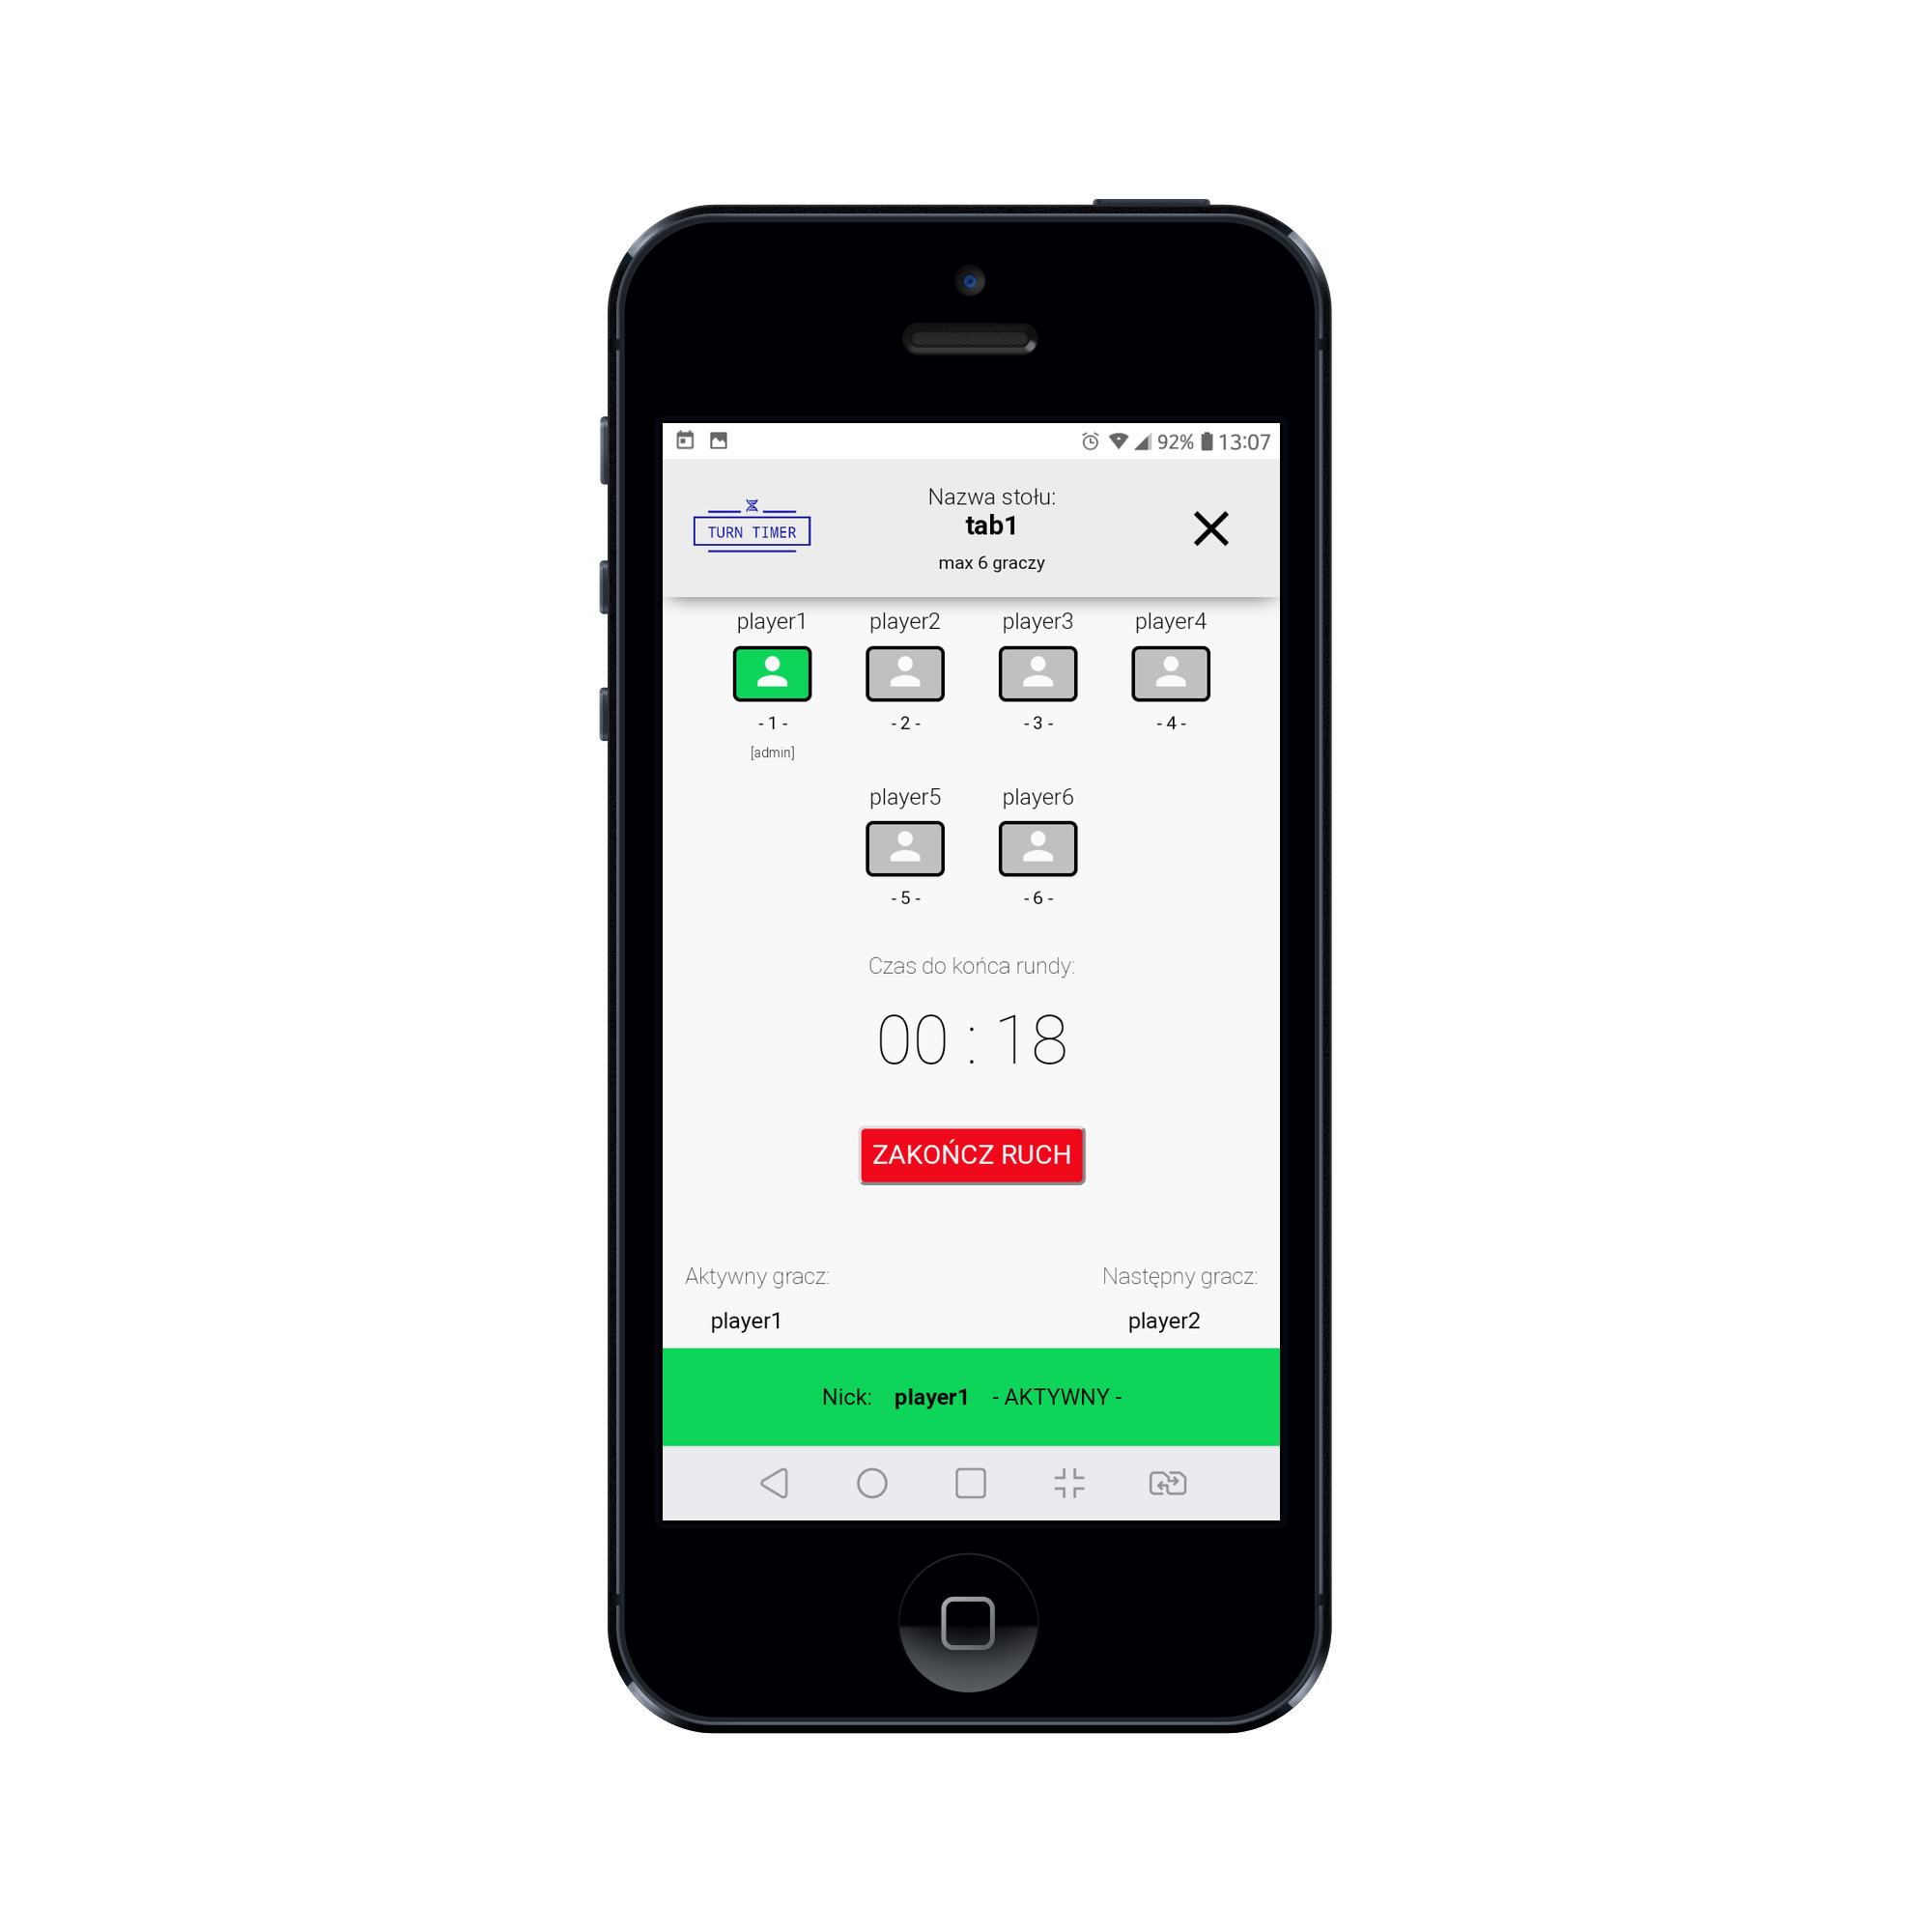 92% 13:07
TURN TIMER
Nazwa stołu:
tab1
max 6 graczy
player1 player2 player3 player4
- 1 - - 2 - - 3 - - 4 -
[admin]
player5 player6
- 5 - - 6 -
Czas do końca rundy:
00 : 18
ZAKOŃCZ RUCH
Aktywny gracz: Następny gracz:
player1 player2
Nick: player1 - AKTYWNY -